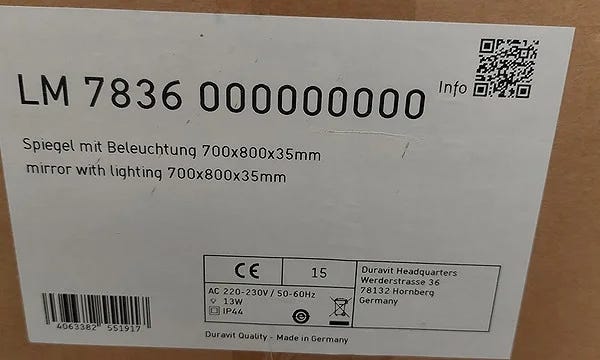 LM 7836 000000000
Info
Spiegel mit Beleuchtung 700x800x35mm
mirror with lighting 700x800x35mm
CE
15
AC 220-230V / 50-60Hz
13W
IP44
Duravit Headquarters
Werderstrasse 36
78132 Hornberg
Germany
4063382 551917
Duravit Quality - Made in Germany